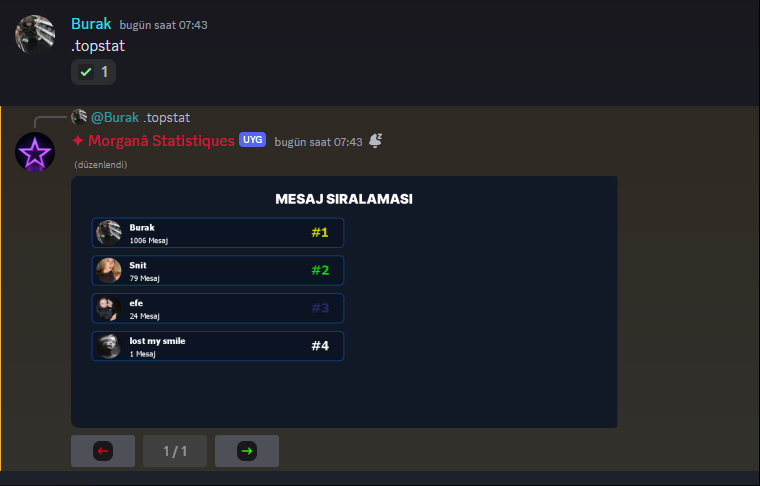 Burak bugün saat 07:43
.topstat
1
@Burak .topstat
✦ Morganâ Statistiques UYG bugün saat 07:43
(düzenlendi)
MESAJ SIRALAMASI
Burak
1006 Mesaj
#1
Snit
79 Mesaj
#2
efe
24 Mesaj
#3
lost my smile
1 Mesaj
#4
1 / 1